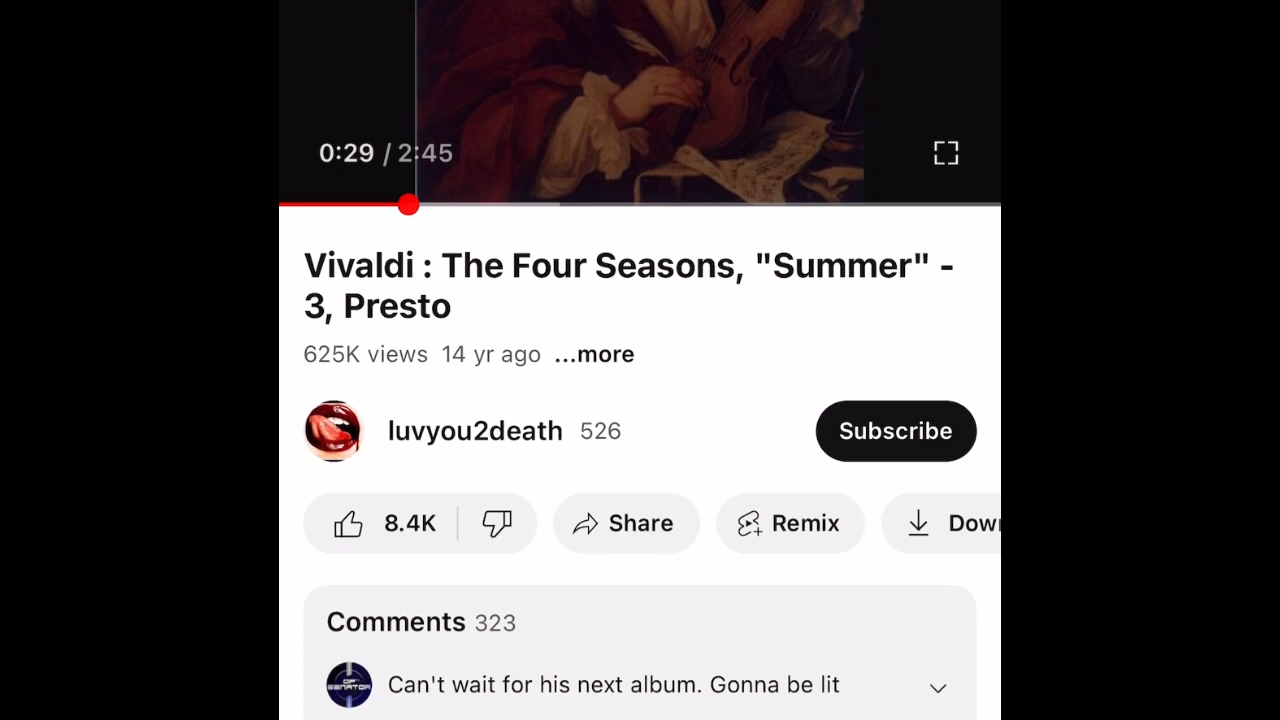 0:29 / 2:45
Vivaldi : The Four Seasons, "Summer" -
3, Presto
625K views 14 yr ago ...more
luvyou2death 526 Subscribe
8.4K Share Remix Down
Comments 323
Can't wait for his next album. Gonna be lit